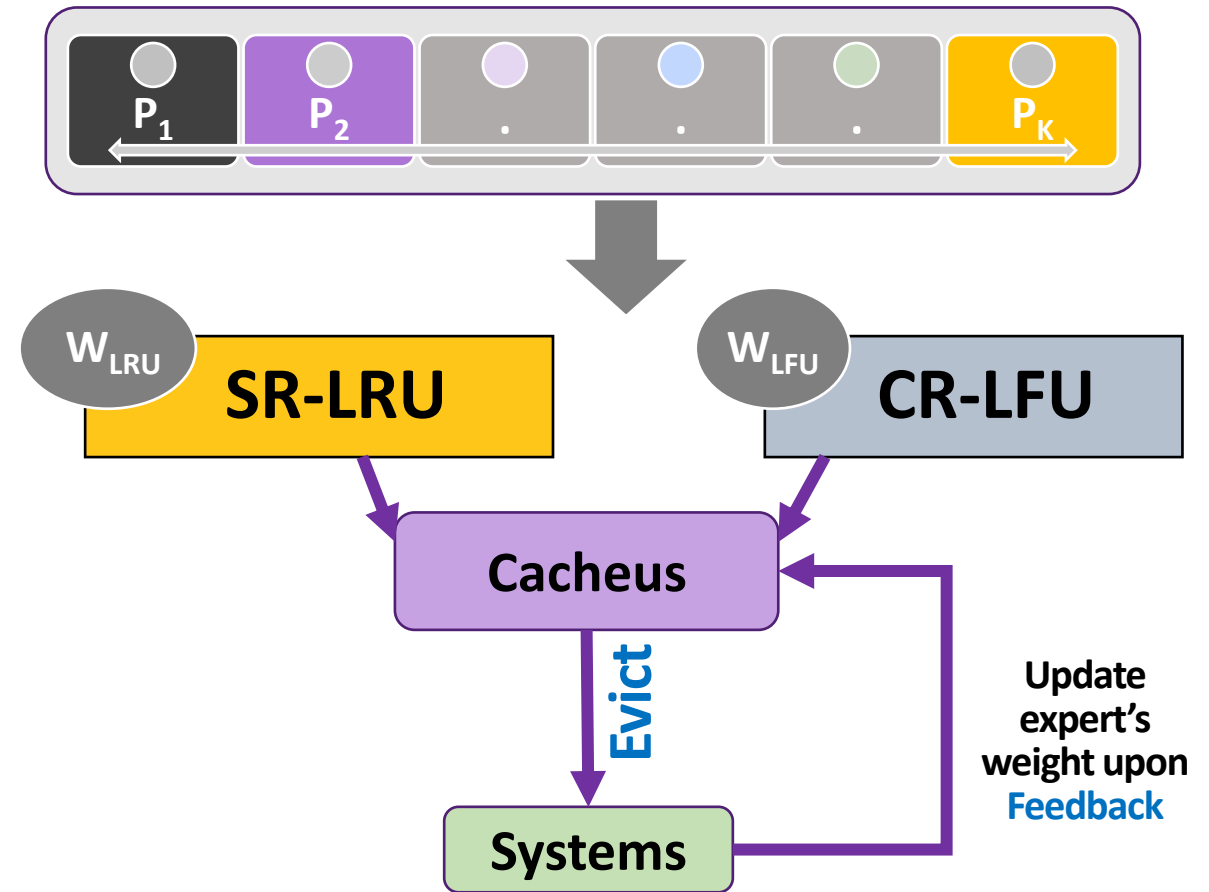 P1 P2 . . . PK
WLRU
SR-LRU
WLFU
CR-LFU
Cacheus
Evict
Update
expert’s
weight upon
Feedback
Systems